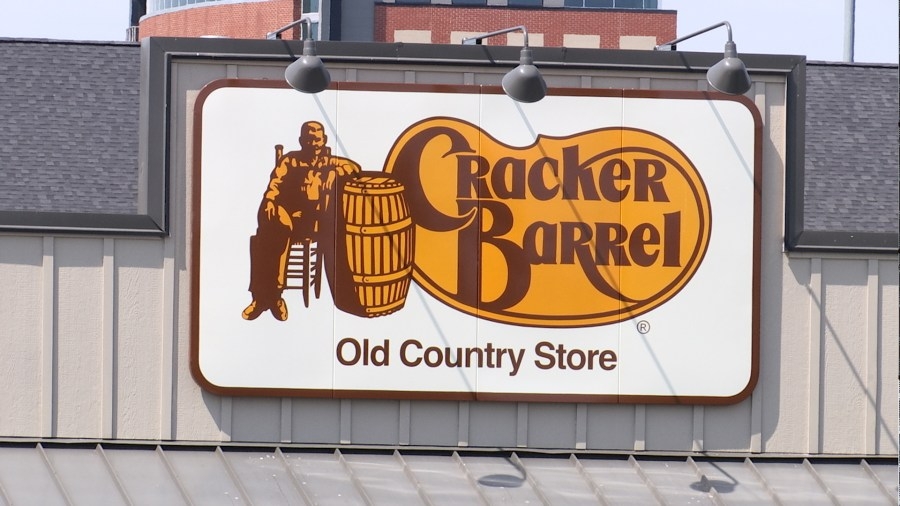 Cracker
Barrel
®
Old Country Store